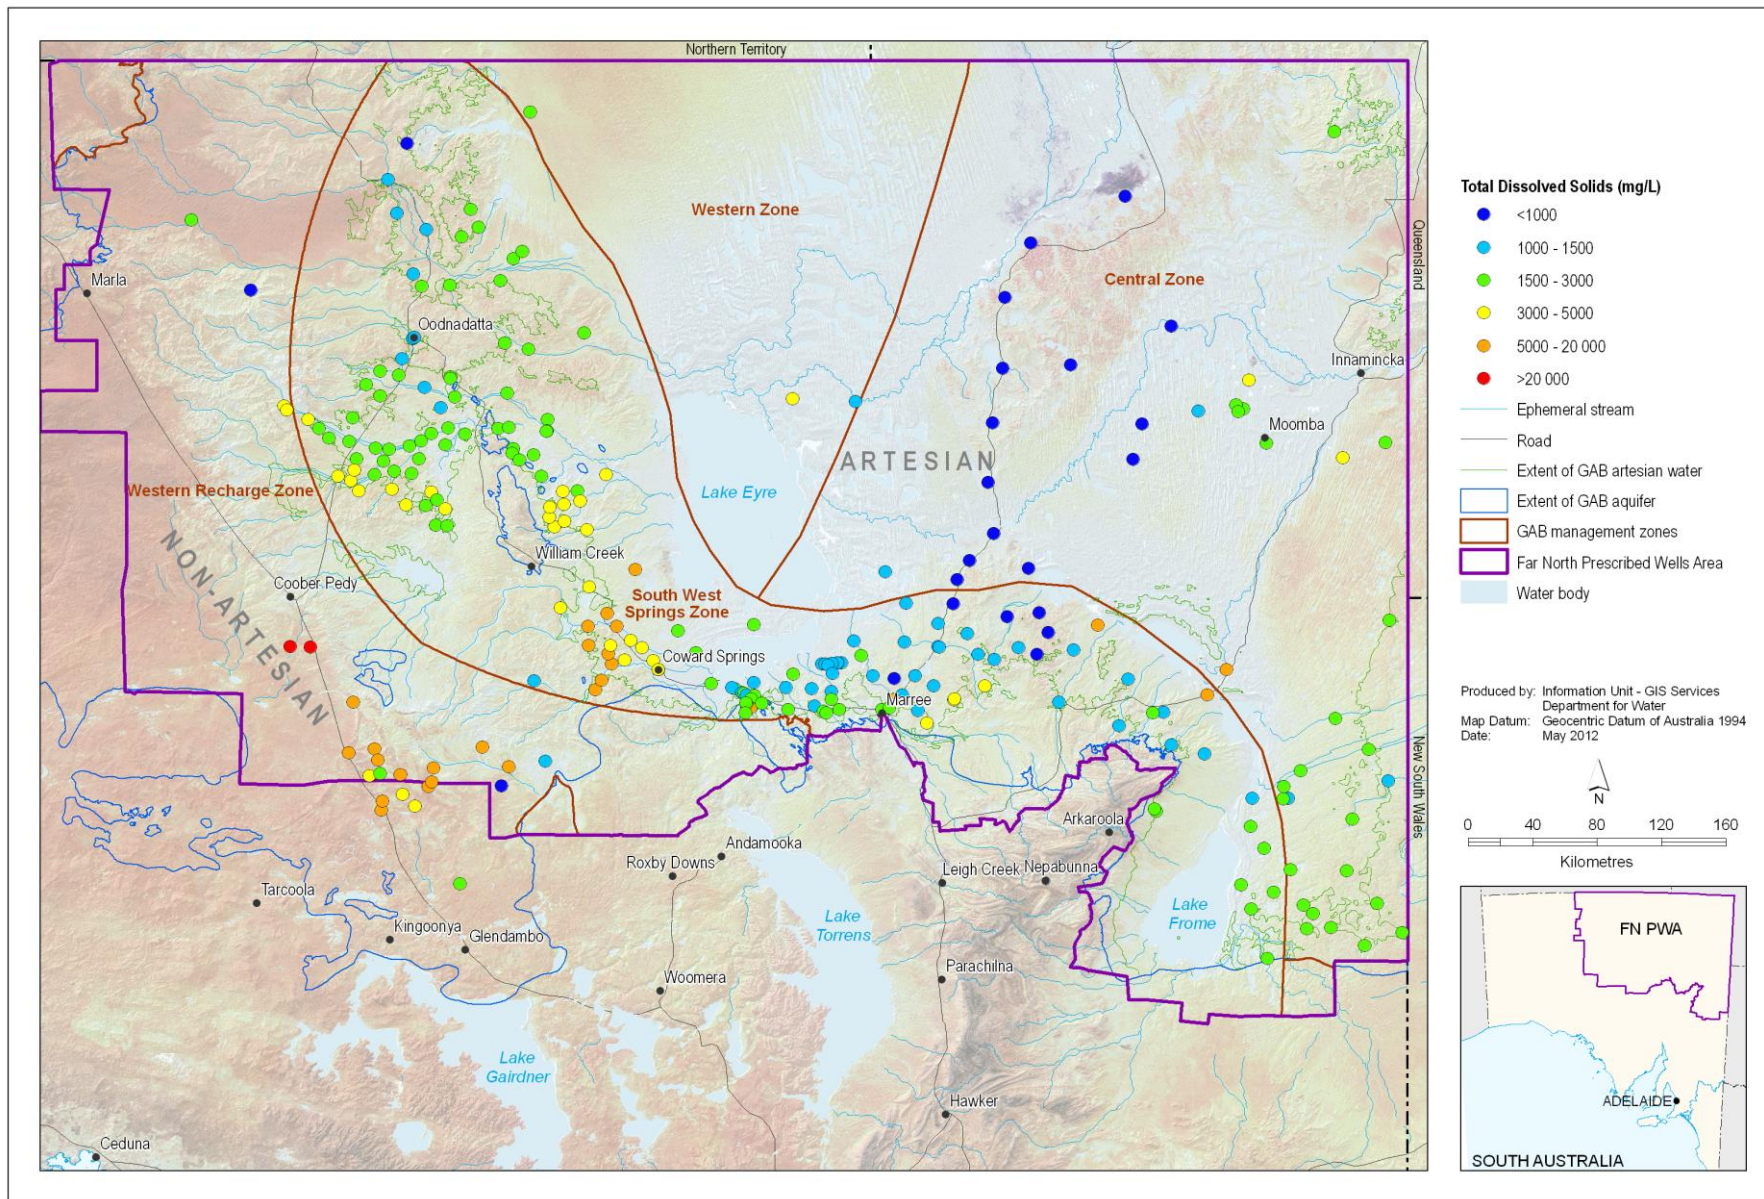 Northern Territory
Western Zone
Queensland
Central Zone
Marla
Oodnadatta
Innamincka
Moomba
ARTESIAN
Western Recharge Zone
Lake Eyre
NON-ARTESIAN
William Creek
Coober Pedy
South West
Springs Zone
Coward Springs
Marree
New South Wales
Arkaroola
Andamooka
Roxby Downs
Leigh Creek
Nepabunna
Tarcoola
Lake
Torrens
Lake
Frome
Kingoonya
Glendambo
Parachilna
Woomera
Lake
Gairdner
Hawker
Ceduna
Total Dissolved Solids (mg/L)
<1000
1000 - 1500
1500 - 3000
3000 - 5000
5000 - 20 000
>20 000
Ephemeral stream
Road
Extent of GAB artesian water
Extent of GAB aquifer
GAB management zones
Far North Prescribed Wells Area
Water body
Produced by: Information Unit - GIS Services
Department for Water
Map Datum: Geocentric Datum of Australia 1994
Date: May 2012
N
0 40 80 120 160
Kilometres
FN PWA
ADELAIDE
SOUTH AUSTRALIA